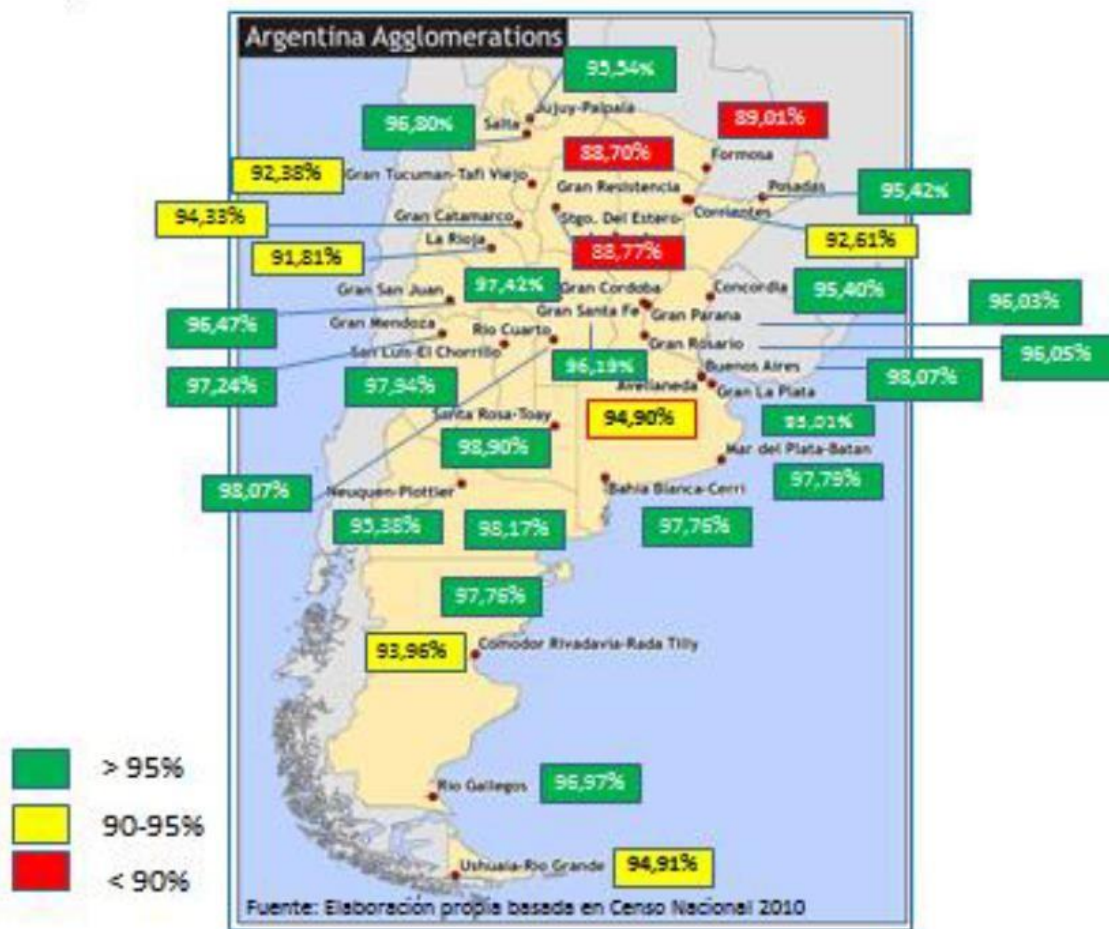 Argentina Agglomerations
95,54%
Jujuy-Palpala
96,80%
Salta
89,01%
88,70%
Formosa
92,38%
Gran Tucuman-Tafi Viejo
Gran Resistencia
Posadas
95,42%
94,33%
Gran Catamarco
Stgo. Del Estero-
Corrientes
La Rioja
92,61%
91,81%
88,77%
97,42%
Gran Cordoba
Concordia
95,40%
Gran San Juan
Gran Santa Fe
Gran Parana
96,03%
96,47%
Gran Mendoza
Rio Cuarto
Gran Rosario
San Luis-El Chorrillo
96,19%
96,05%
Buenos Aires
97,24%
97,94%
Avellaneda
Gran La Plata
98,07%
Santa Rosa-Toay
94,90%
98,90%
Mar del Plata-Batan
98,07%
Neuquen-Plottier
Bahia Blanca-Cerri
97,79%
95,38%
98,17%
97,76%
97,76%
93,96%
Comodor Rivadavia-Rada Tilly
> 95%
Rio Gallegos
96,97%
90-95%
< 90%
Ushuaia-Rio Grande
94,91%
Fuente: Elaboración propia basada en Censo Nacional 2010